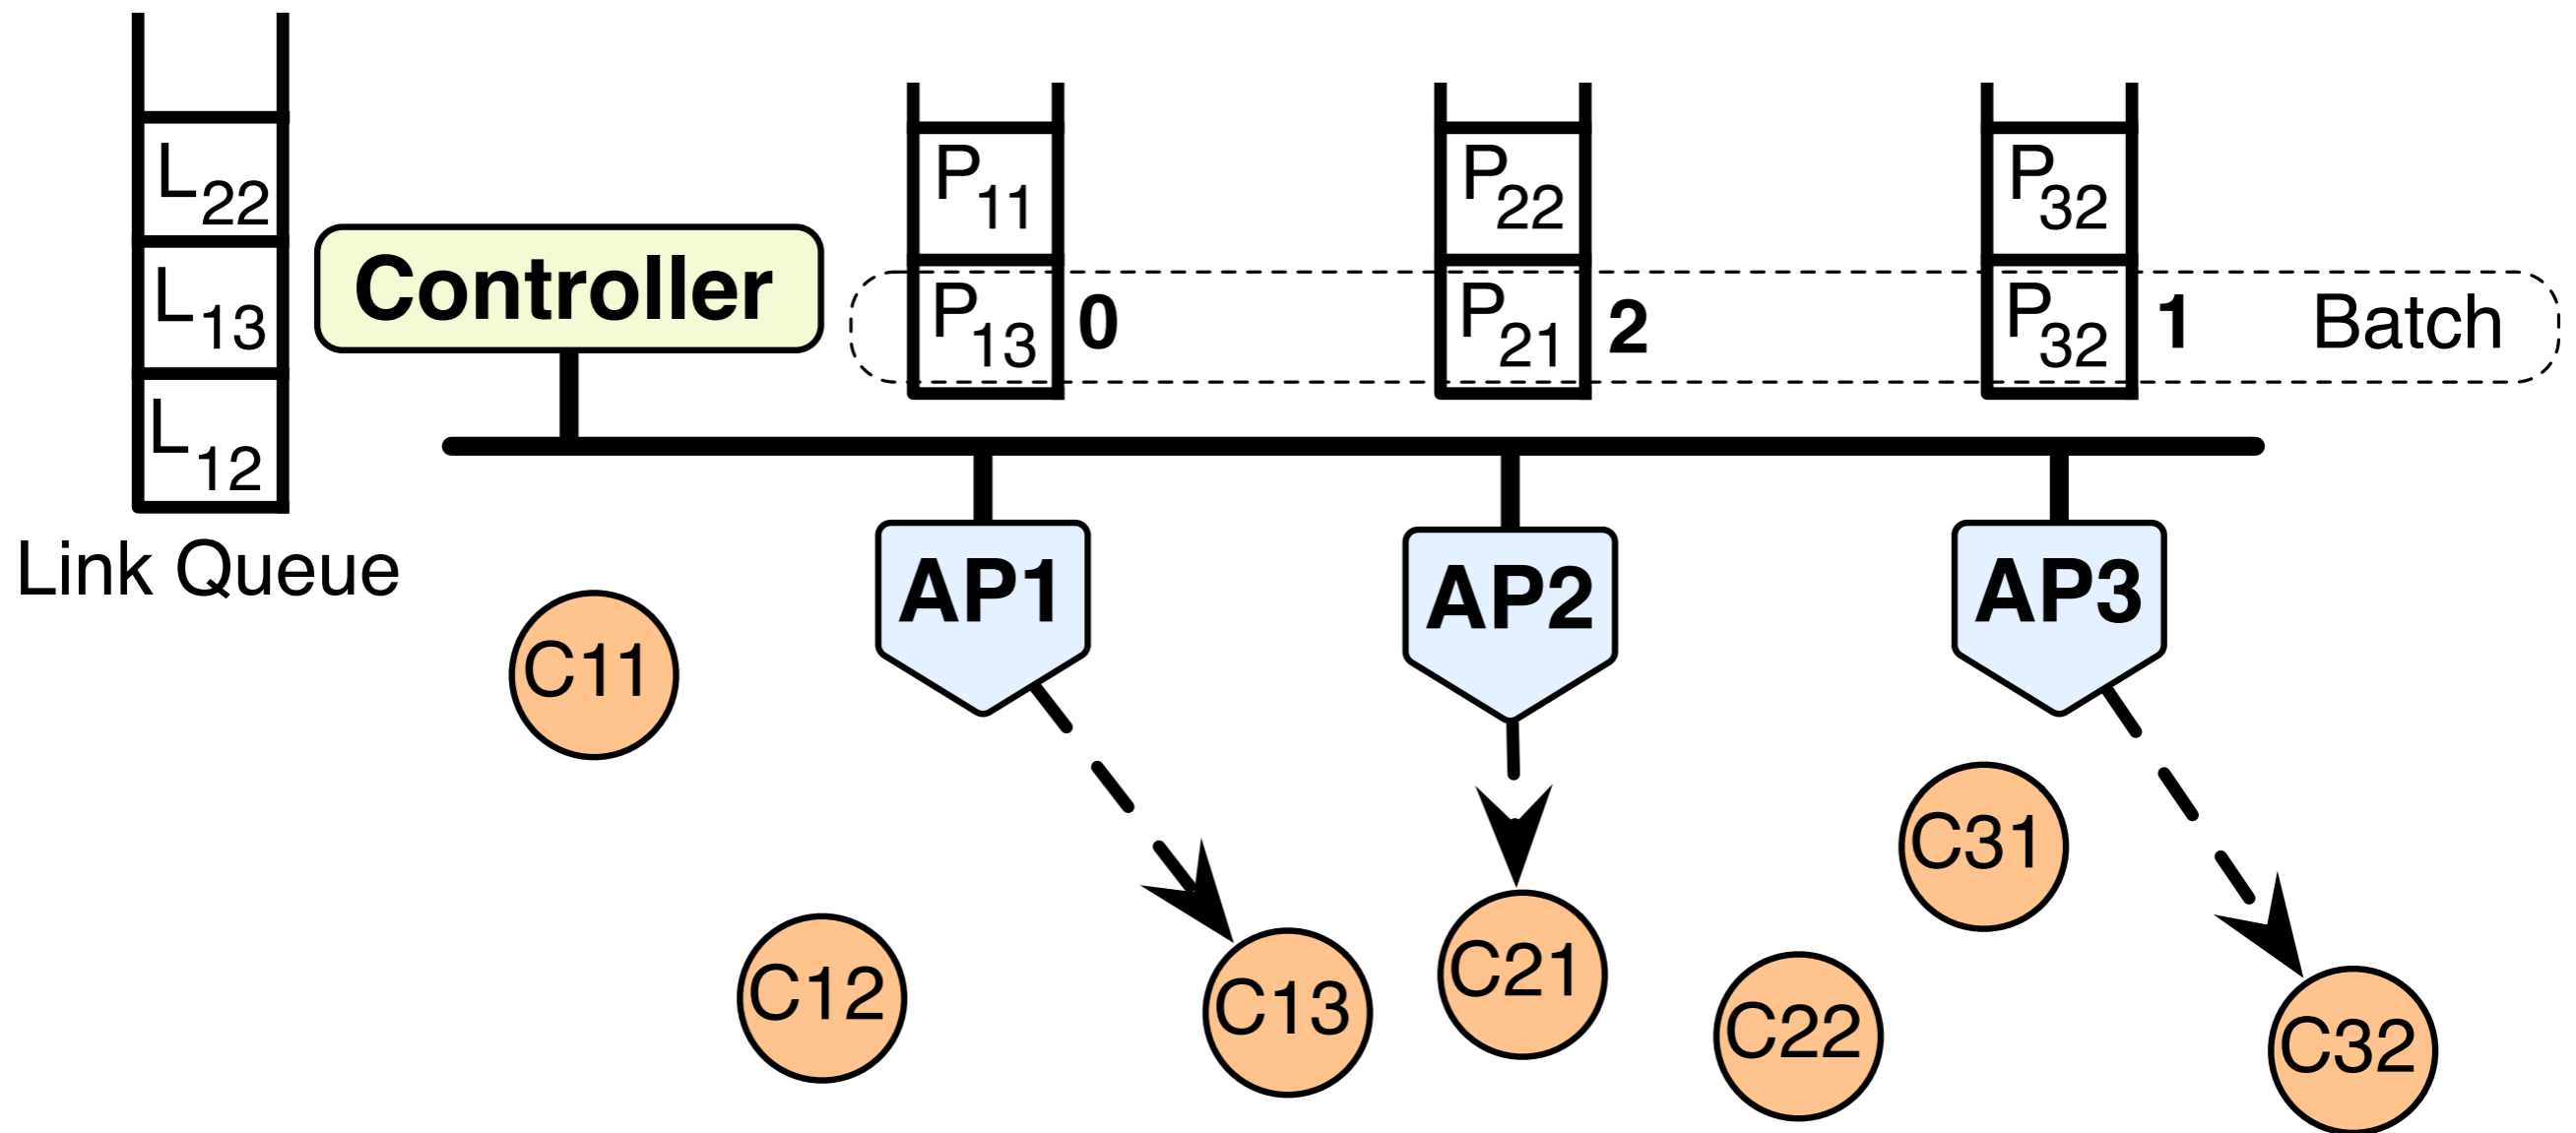 L22
L13
L12
Link Queue
Controller
P11
P13
0
P22
P21
2
P32
P32
1
Batch
AP1
AP2
AP3
C11
C12
C13
C21
C22
C31
C32